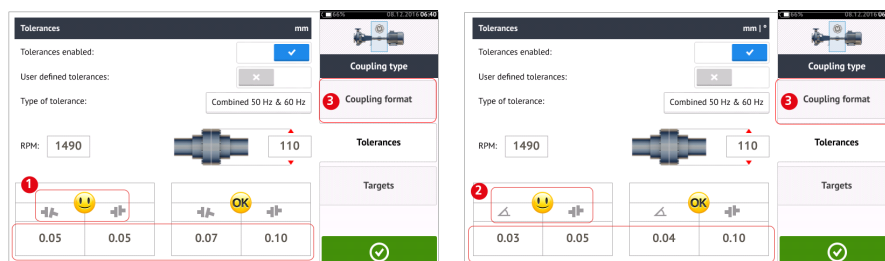 66% 08.12.2016 06:40
Tolerances mm
Tolerances enabled:
Coupling type
User defined tolerances:
Type of tolerance: Combined 50 Hz & 60 Hz
3 Coupling format
RPM: 1490 110
Tolerances
1
OK
Targets
0.05 0.05 0.07 0.10
66% 08.12.2016 06
Tolerances mm | °
Tolerances enabled:
Coupling type
User defined tolerances:
Type of tolerance: Combined 50 Hz & 60 Hz
3 Coupling format
RPM: 1490 110
Tolerances
2
OK
Targets
0.03 0.05 0.04 0.10